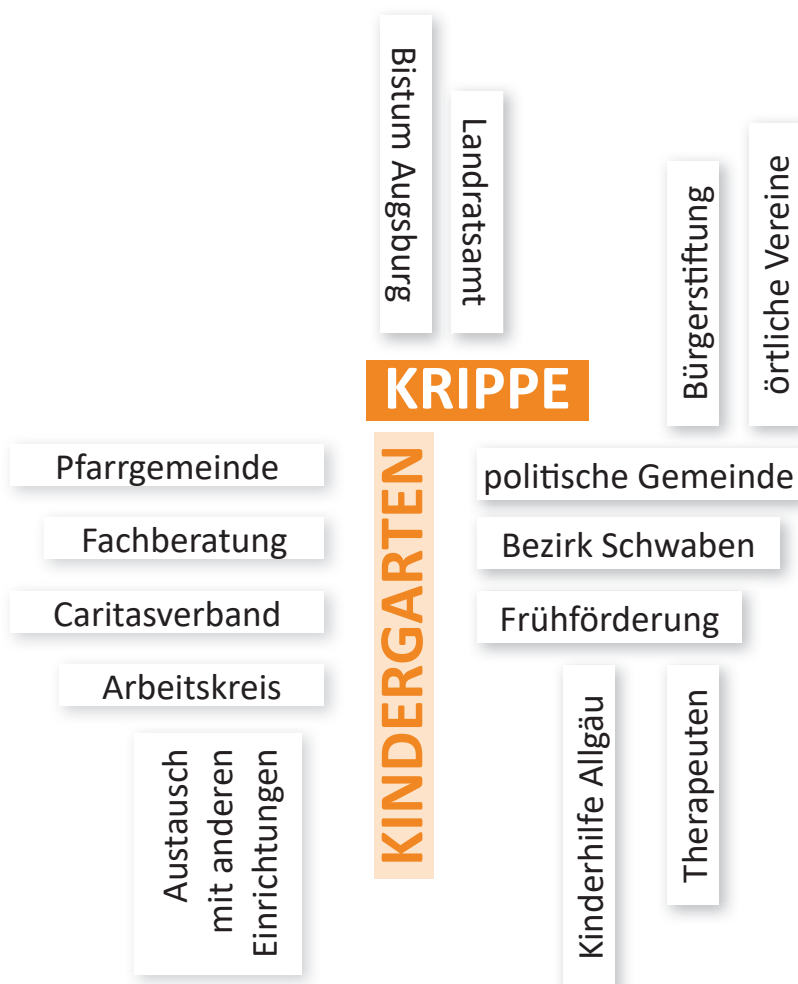 Bistum Augsburg
Landratsamt
Bürgerstiftung
örtliche Vereine
KRIPPE
KINDERGARTEN
Pfarrgemeinde
Fachberatung
Caritasverband
Arbeitskreis
Austausch
mit anderen
Einrichtungen
politische Gemeinde
Bezirk Schwaben
Frühförderung
Kinderhilfe Allgäu
Therapeuten